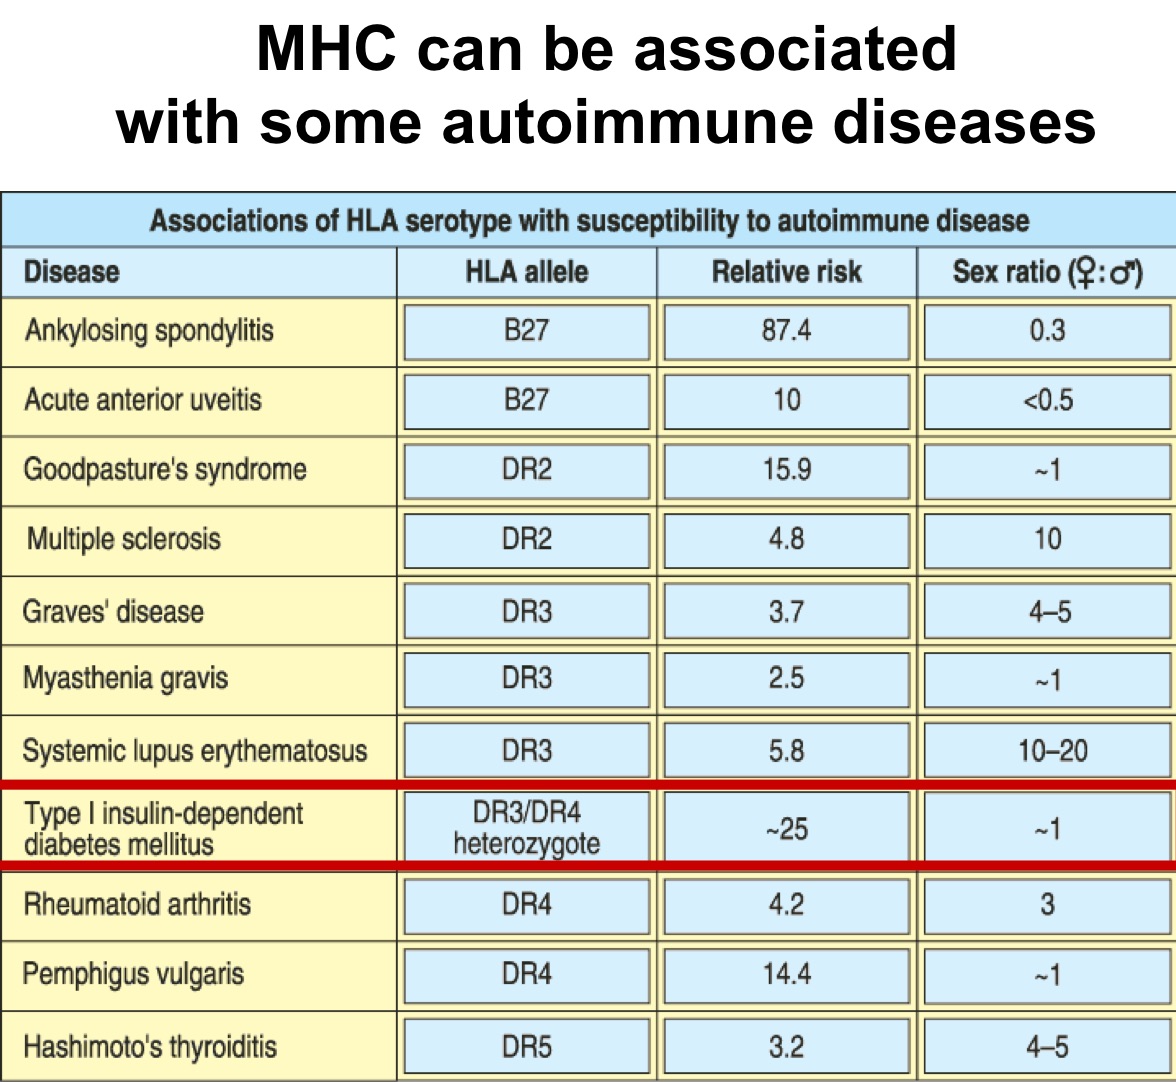 MHC can be associated
with some autoimmune diseases
Associations of HLA serotype with susceptibility to autoimmune disease
Disease HLA allele Relative risk Sex ratio (♀:♂)
Ankylosing spondylitis B27 87.4 0.3
Acute anterior uveitis B27 10 <0.5
Goodpasture's syndrome DR2 15.9 ~1
Multiple sclerosis DR2 4.8 10
Graves' disease DR3 3.7 4–5
Myasthenia gravis DR3 2.5 ~1
Systemic lupus erythematosus DR3 5.8 10–20
Type I insulin-dependent
diabetes mellitus
DR3/DR4
heterozygote
~25
~1
Rheumatoid arthritis DR4 4.2 3
Pemphigus vulgaris DR4 14.4 ~1
Hashimoto's thyroiditis DR5 3.2 4–5